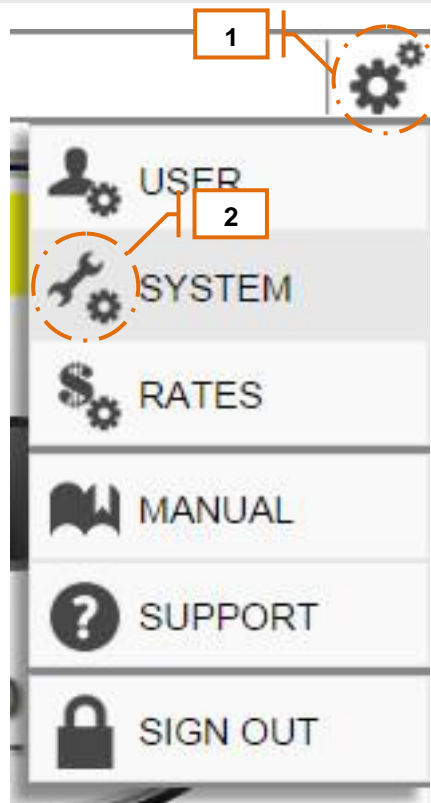 1
USER
2
SYSTEM
RATES
MANUAL
SUPPORT
SIGN OUT